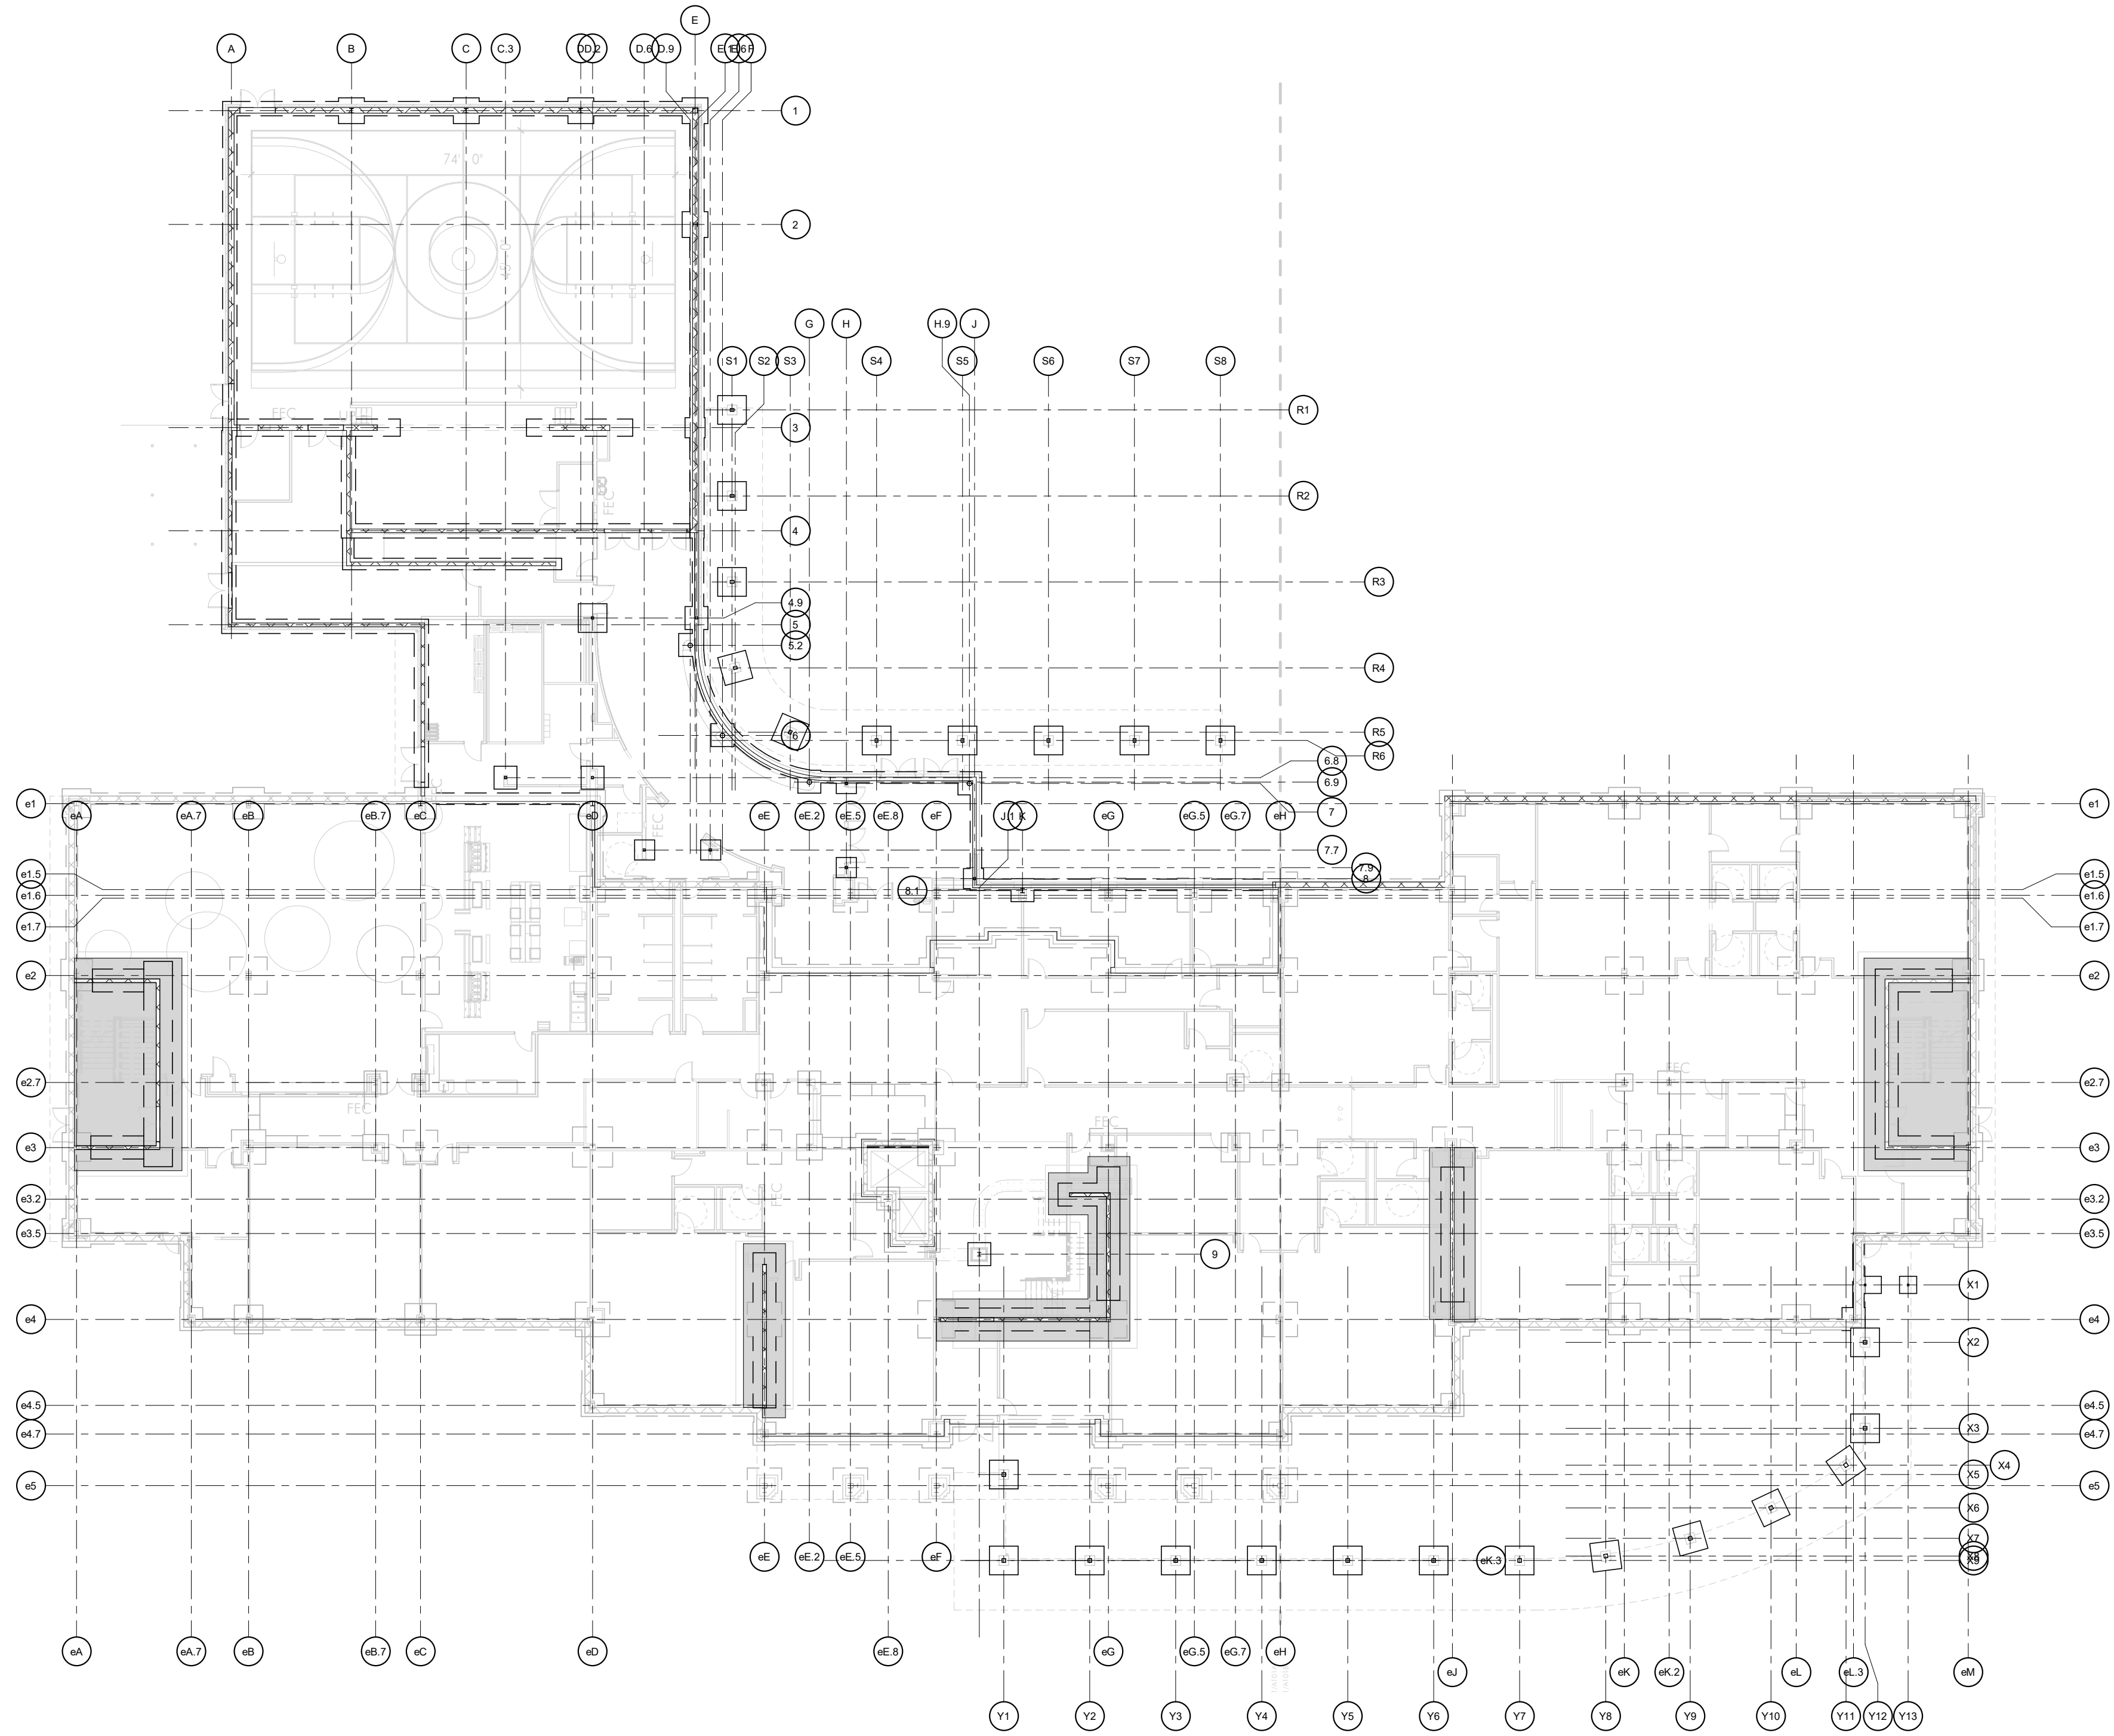 E
A B C C.3 D D.2 D.6 D.9 E.1 E.6 F
1
74' 0"
2
45' 0"
G H H.9 J
S1 S2 S3 S4 S5 S6 S7 S8
R1
FEC
3
R2
FEC
4
R3
4.9
5
5.2
R4
R5
6
R6
6.8
6.9
e1 e1
7
eA eA.7 eB eB.7 eC eD eE eE.2 eE.5 eE.8 eF J.1 K eG eG.5 eG.7 eH
FEC
7.7
7.9
8
e1.5 e1.5
8.1
e1.6 e1.6
e1.7 e1.7
e2 e2
FEC
e2.7 e2.7
FEC
FEC
e3 e3
FEC
e3.2 e3.2
e3.5 e3.5
9
X1
e4 e4
X2
e4.5 e4.5
X3
e4.7 e4.7
X4
X5
e5 e5
X6
X7
eE eE.2 eE.5 eF eK.3 X9
eA eA.7 eB eB.7 eC eD eE.8 eG eG.5 eG.7 eH
eJ eK eK.2 eL eL.3 eM
Y1 Y2 Y3 Y4 Y5 Y6 Y7 Y8 Y9 Y10 Y11 Y12 Y13